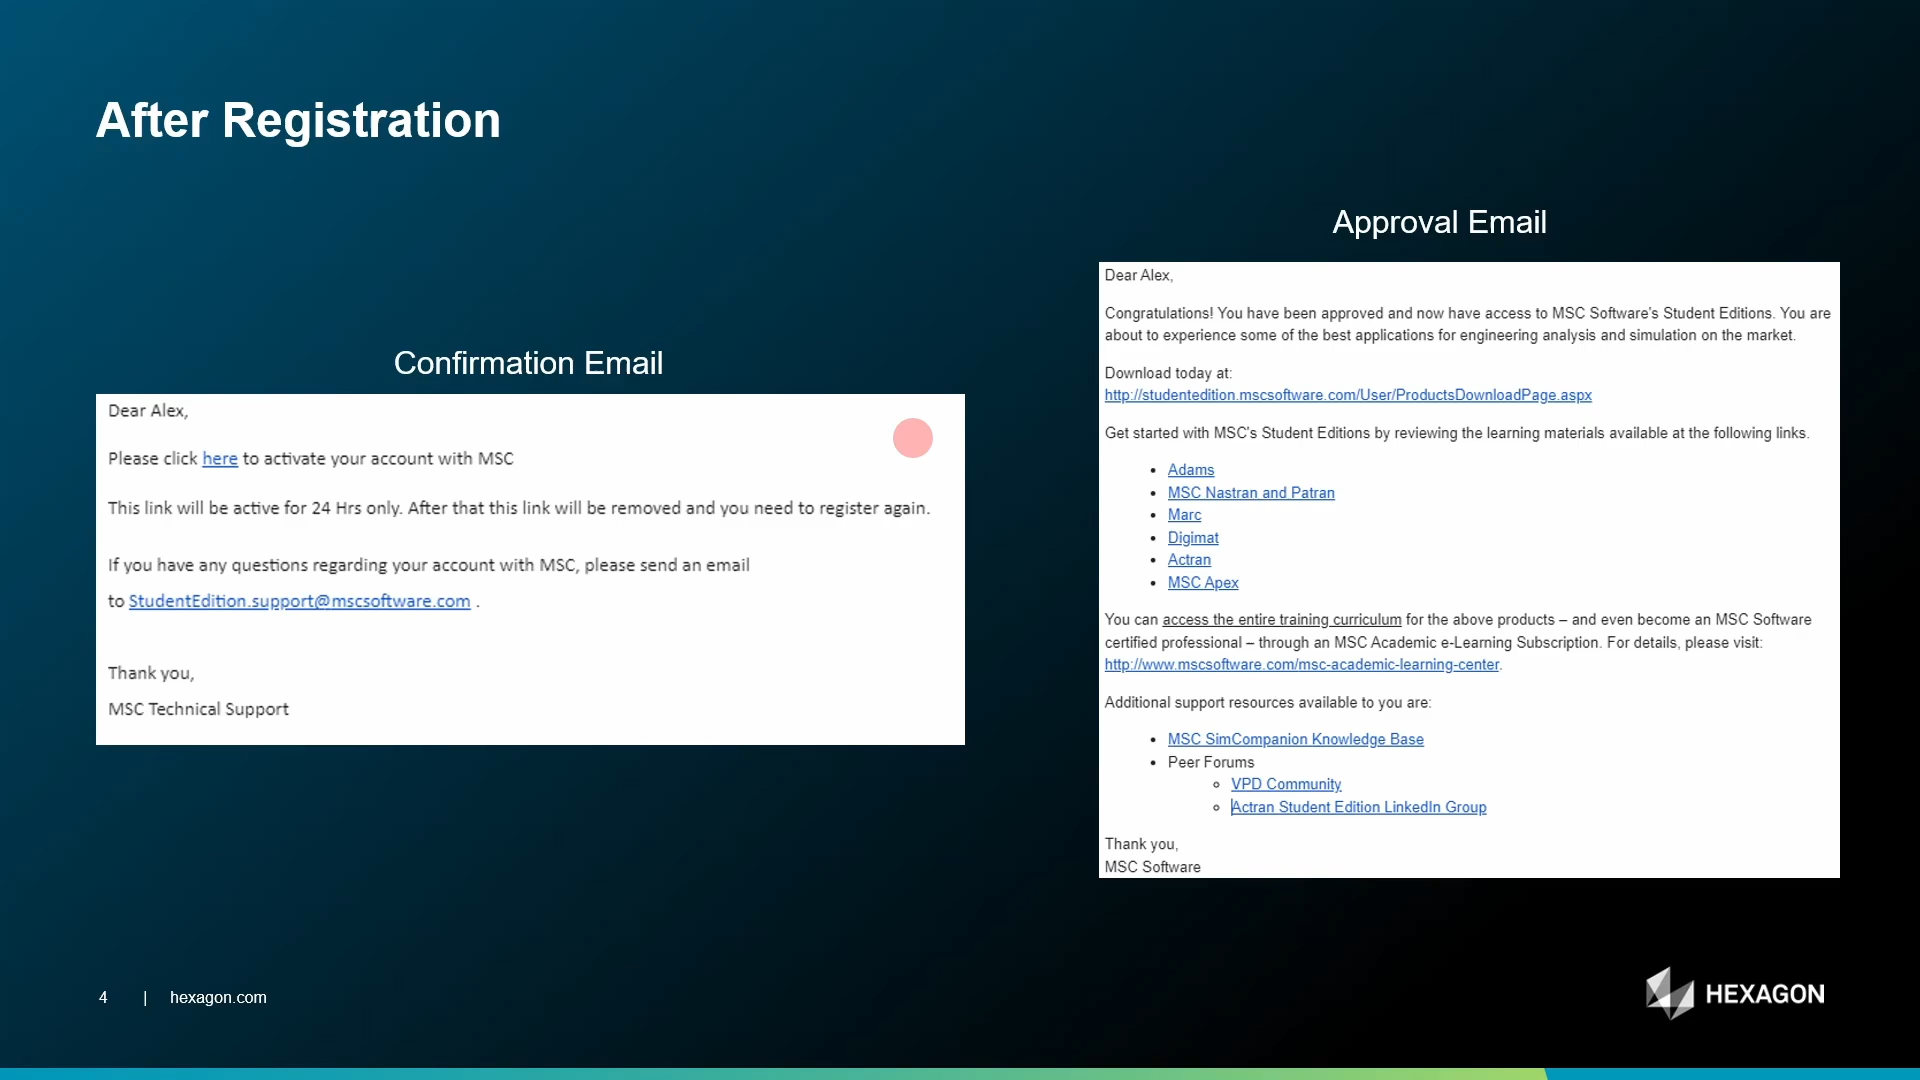 After Registration
Confirmation Email
Dear Alex,
Please click here to activate your account with MSC
This link will be active for 24 Hrs only. After that this link will be removed and you need to register again.
If you have any questions regarding your account with MSC, please send an email
to StudentEdition.support@mscsoftware.com .
Thank you,
MSC Technical Support
Approval Email
Dear Alex,
Congratulations! You have been approved and now have access to MSC Software's Student Editions. You are
about to experience some of the best applications for engineering analysis and simulation on the market.
Download today at:
http://studentedition.mscsoftware.com/User/ProductsDownloadPage.aspx
Get started with MSC's Student Editions by reviewing the learning materials available at the following links.
• Adams
• MSC Nastran and Patran
• Marc
• Digimat
• Actran
• MSC Apex
You can access the entire training curriculum for the above products – and even become an MSC Software
certified professional – through an MSC Academic e-Learning Subscription. For details, please visit:
http://www.mscsoftware.com/msc-academic-learning-center.
Additional support resources available to you are:
• MSC SimCompanion Knowledge Base
• Peer Forums
○ VPD Community
○ Actran Student Edition LinkedIn Group
Thank you,
MSC Software
4 | hexagon.com
HEXAGON